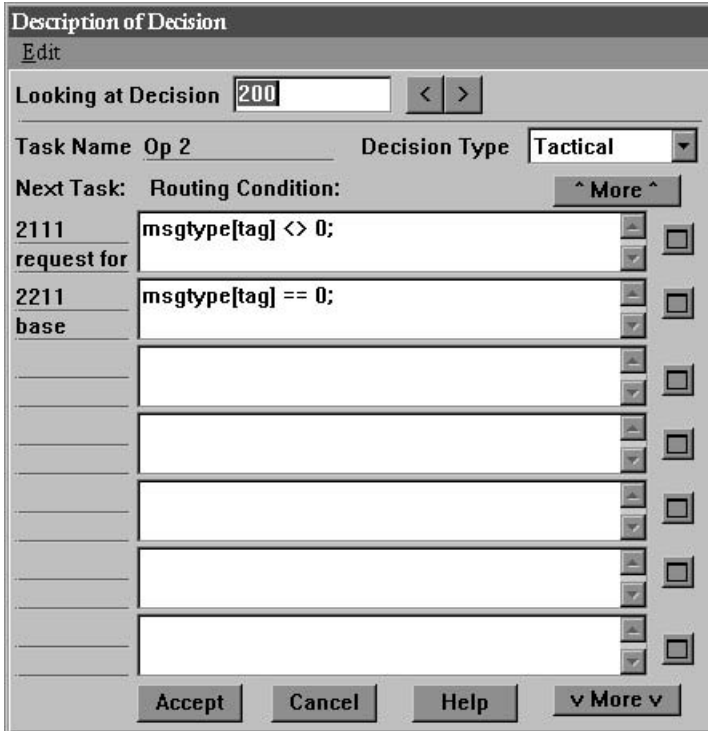 Description of Decision
Edit
Looking at Decision 200 < >
Task Name Op 2 Decision Type Tactical
Next Task: Routing Condition: ^ More ^
2111 msgtype[tag] <> 0;
request for
2211 msgtype[tag] == 0;
base
Accept Cancel Help v More v